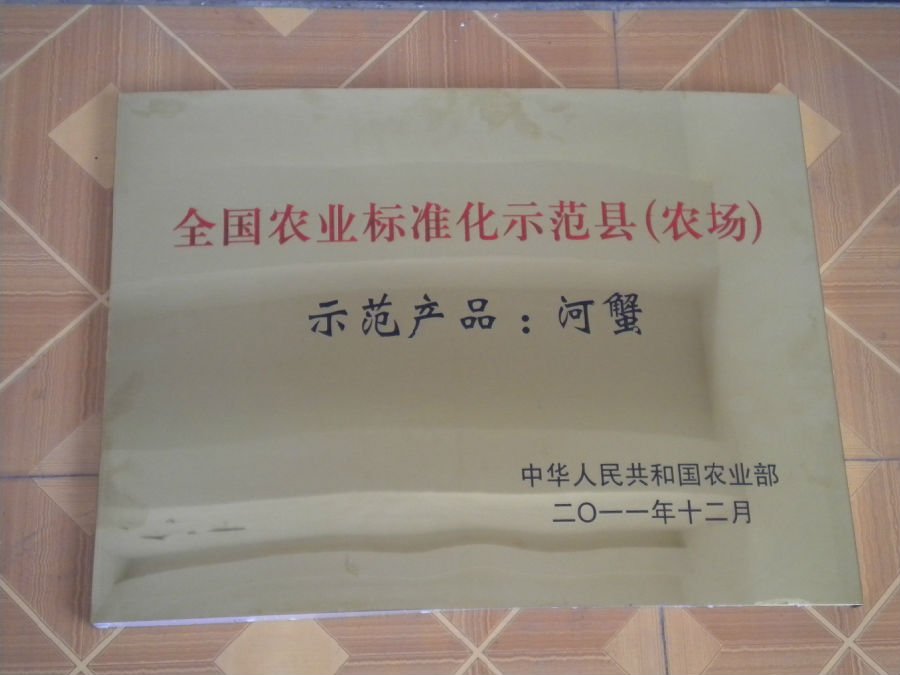 全国农业标准化示范县(农场)
示范产品：河蟹
中华人民共和国农业部
二〇一一年十二月